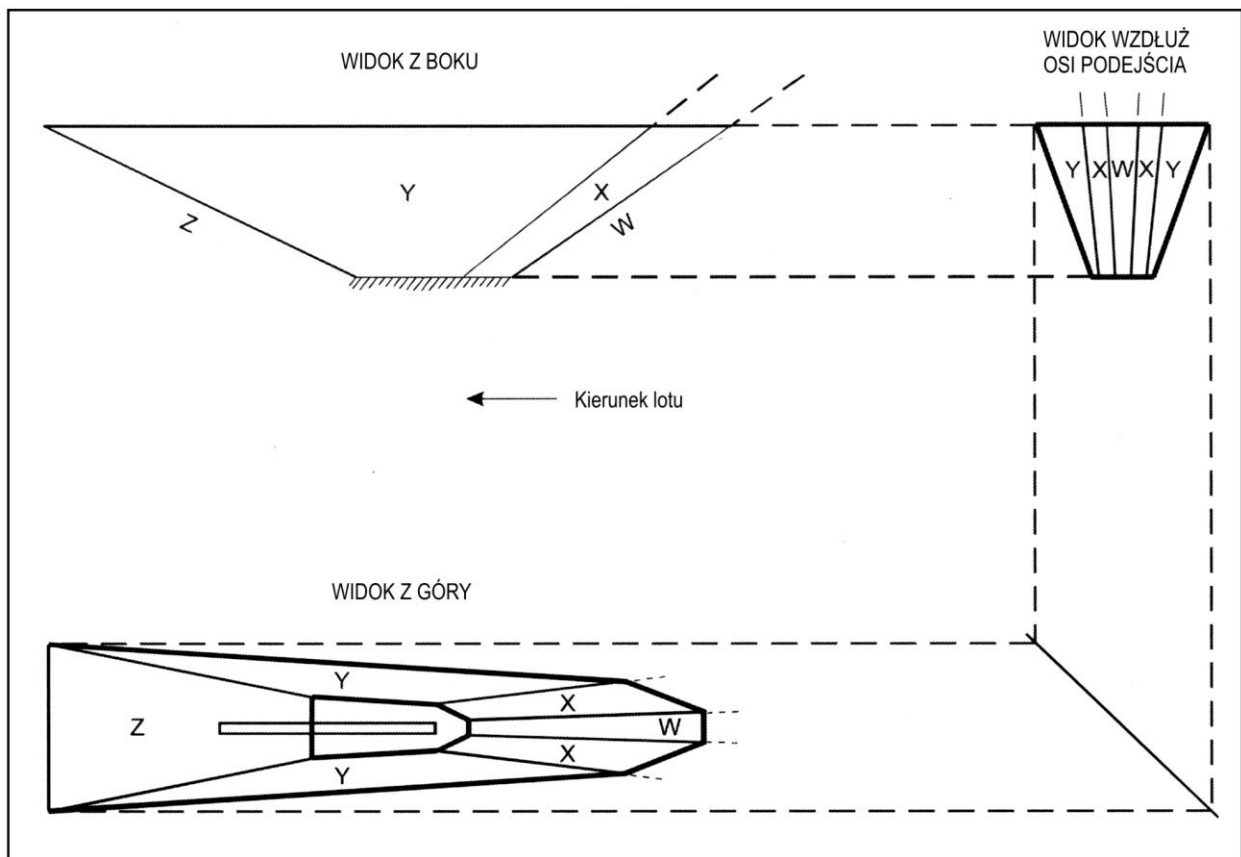 WIDOK Z BOKU
WIDOK WZDŁUŻ
OSI PODEJŚCIA
Y
X
Z
W
Y
X
W
X
Y
Kierunek lotu
WIDOK Z GÓRY
Y
X
Z
W
X
Y